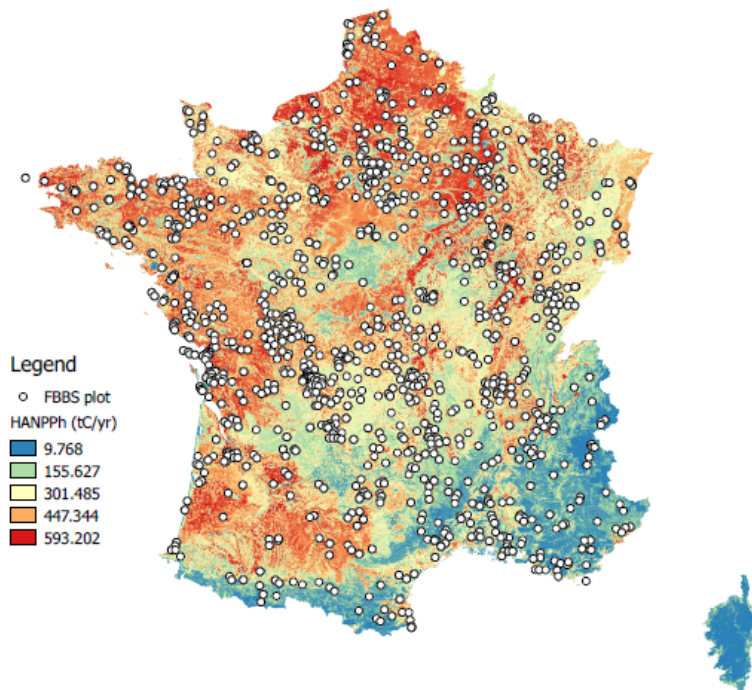 Legend
FBBS plot
HANPPh (tC/yr)
9.768
155.627
301.485
447.344
593.202